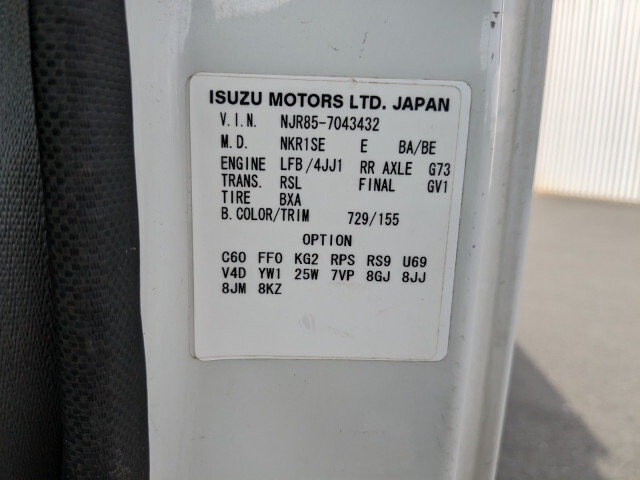 ISUZU MOTORS LTD. JAPAN
V.I.N. NJR85-7043432
M.D. NKR1SE E BA/BE
ENGINE LFB/4JJ1 RR AXLE G73
TRANS. RSL FINAL GV1
TIRE BXA
B.COLOR/TRIM 729/155
OPTION
C60 FF0 KG2 RPS RS9 U69
V4D YW1 25W 7VP 8GJ 8JJ
8JM 8KZ